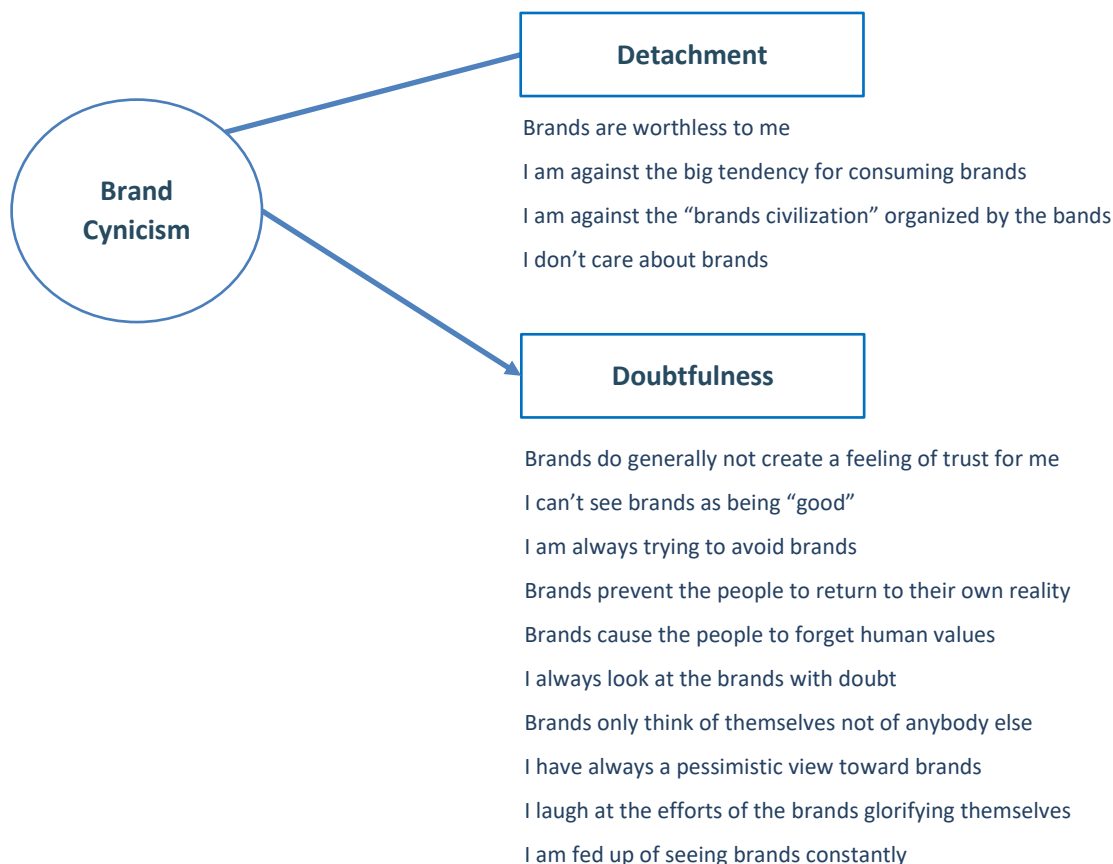 Detachment
Brands are worthless to me
I am against the big tendency for consuming brands
I am against the “brands civilization” organized by the bands
I don’t care about brands
Brand
Cynicism
Doubtfulness
Brands do generally not create a feeling of trust for me
I can’t see brands as being “good”
I am always trying to avoid brands
Brands prevent the people to return to their own reality
Brands cause the people to forget human values
I always look at the brands with doubt
Brands only think of themselves not of anybody else
I have always a pessimistic view toward brands
I laugh at the efforts of the brands glorifying themselves
I am fed up of seeing brands constantly